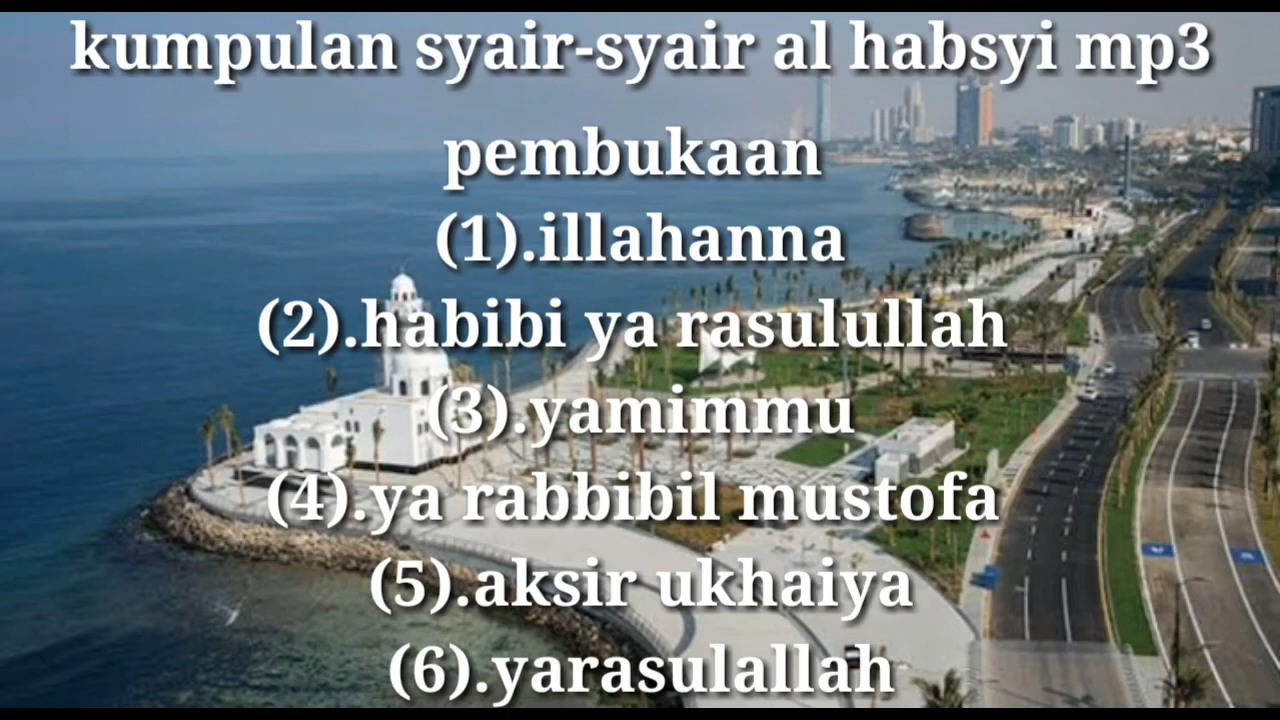 kumpulan syair-syair al habsyi mp3
pembukaan
(1).illahanna
(2).habibi ya rasulullah
(3).yamimmu
(4).ya rabbibil mustofa
(5).aksir ukhaiya
(6).yarasulallah